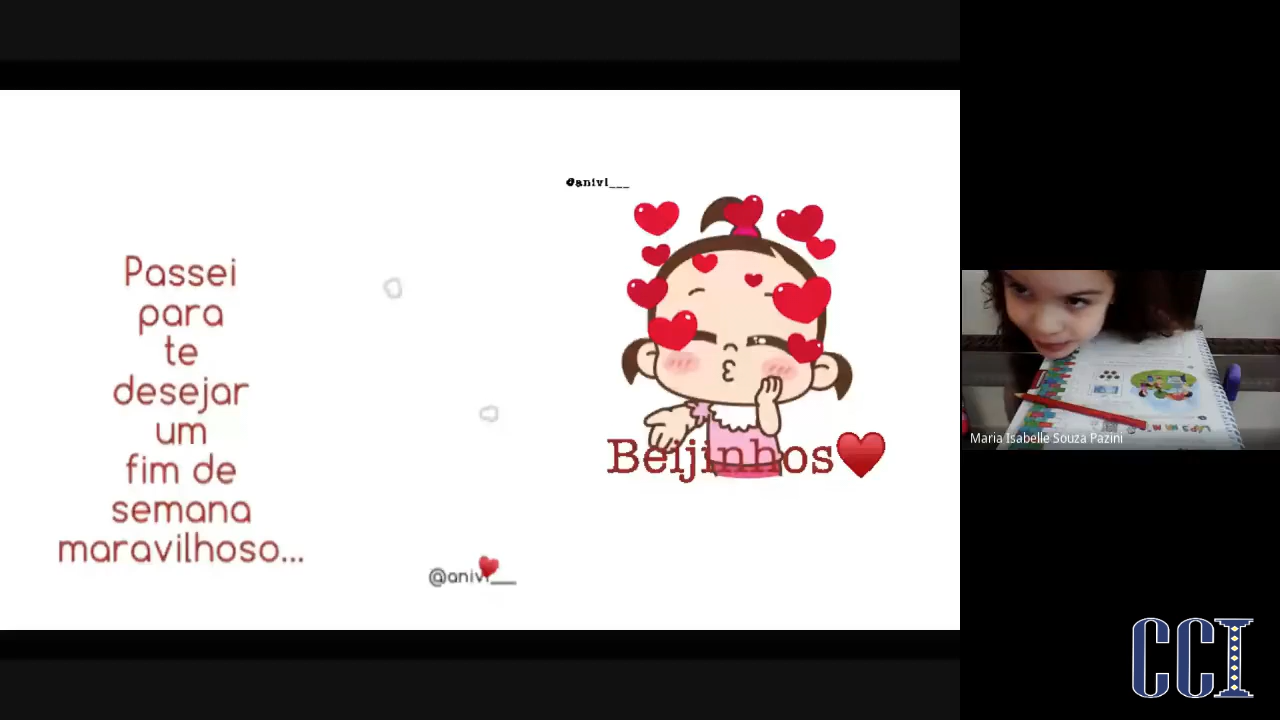 Passei
para
te
desejar
um
fim de
semana
maravilhoso...
@anivi___
@anivi___
Beijinhos
Maria Isabelle Souza Pazini
CCI